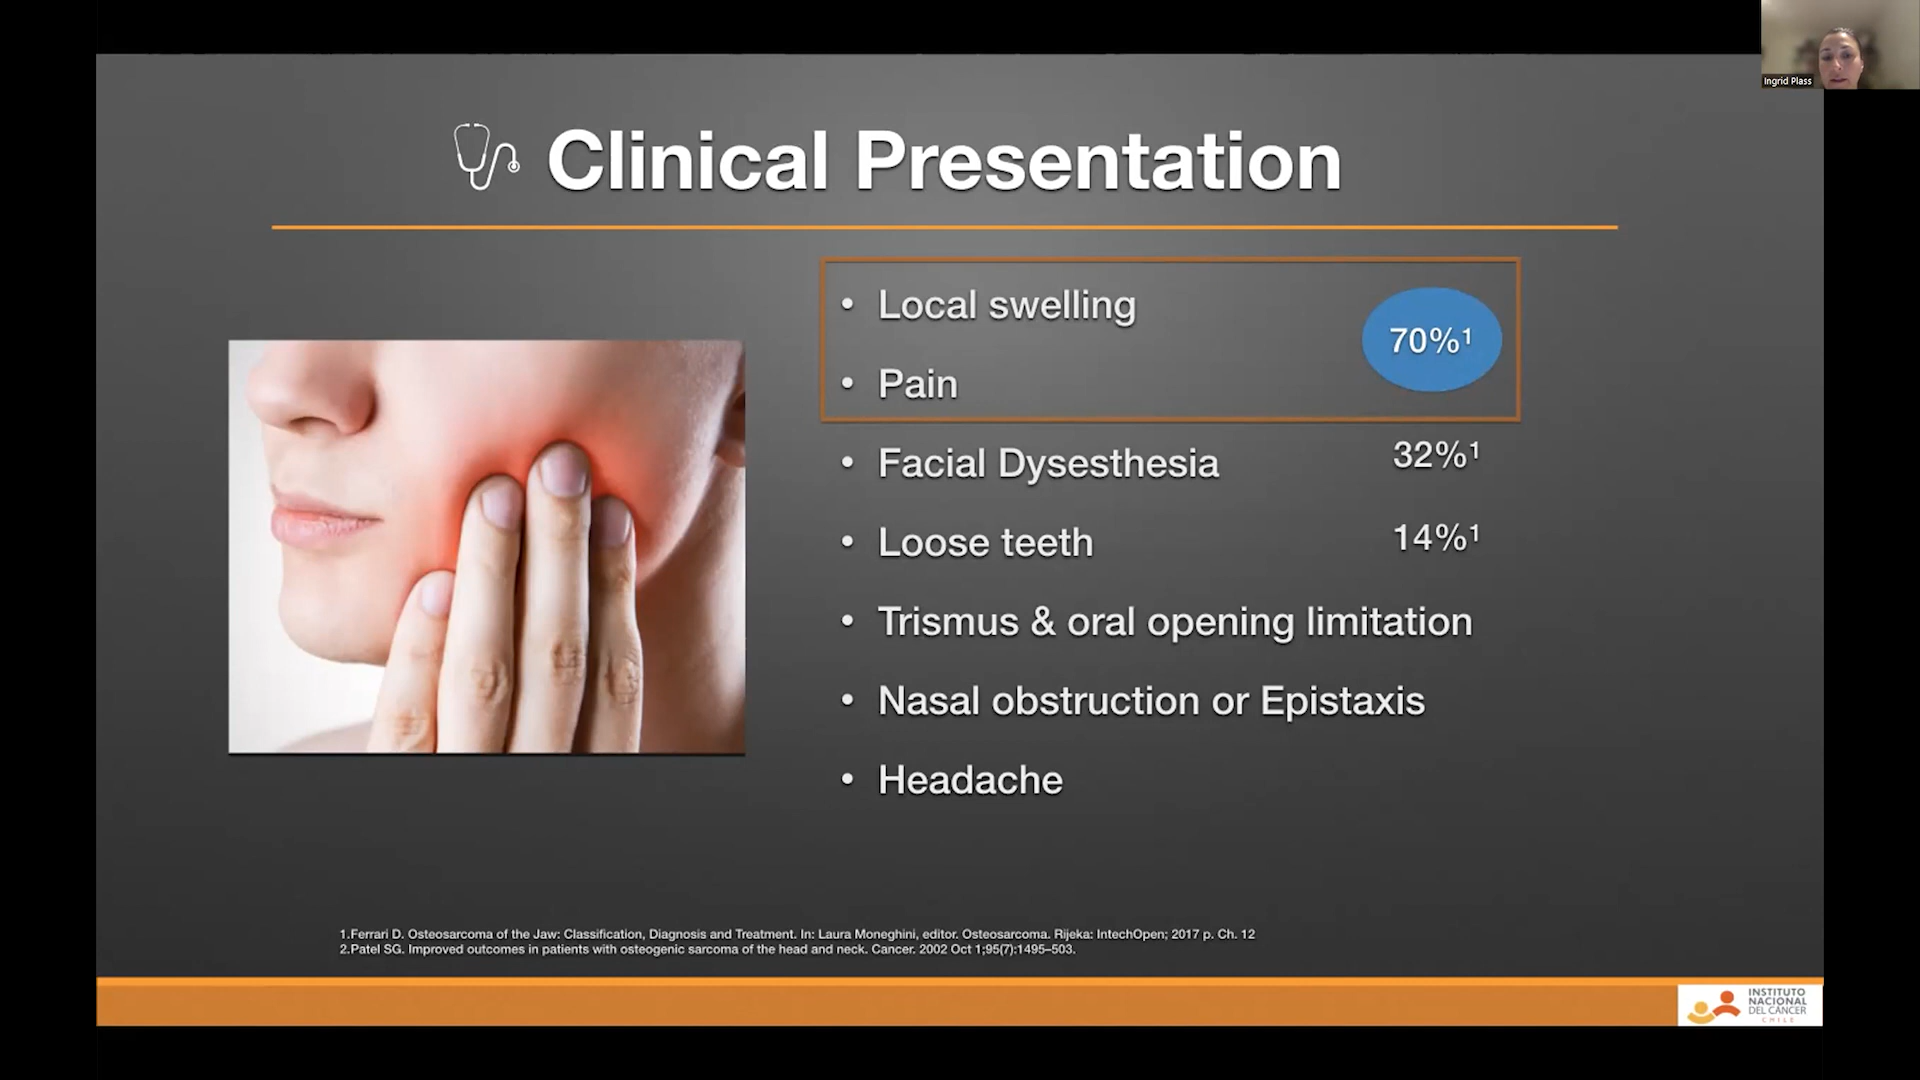 Ingrid Plass
Clinical Presentation
• Local swelling
70%¹
• Pain
• Facial Dysesthesia 32%¹
• Loose teeth 14%¹
• Trismus & oral opening limitation
• Nasal obstruction or Epistaxis
• Headache
1.Ferrari D. Osteosarcoma of the Jaw: Classification, Diagnosis and Treatment. In: Laura Moneghini, editor. Osteosarcoma. Rijeka: IntechOpen; 2017 p. Ch. 12
2.Patel SG. Improved outcomes in patients with osteogenic sarcoma of the head and neck. Cancer. 2002 Oct 1;95(7):1495–503.
INSTITUTO
NACIONAL
DEL CÁNCER
CHILE